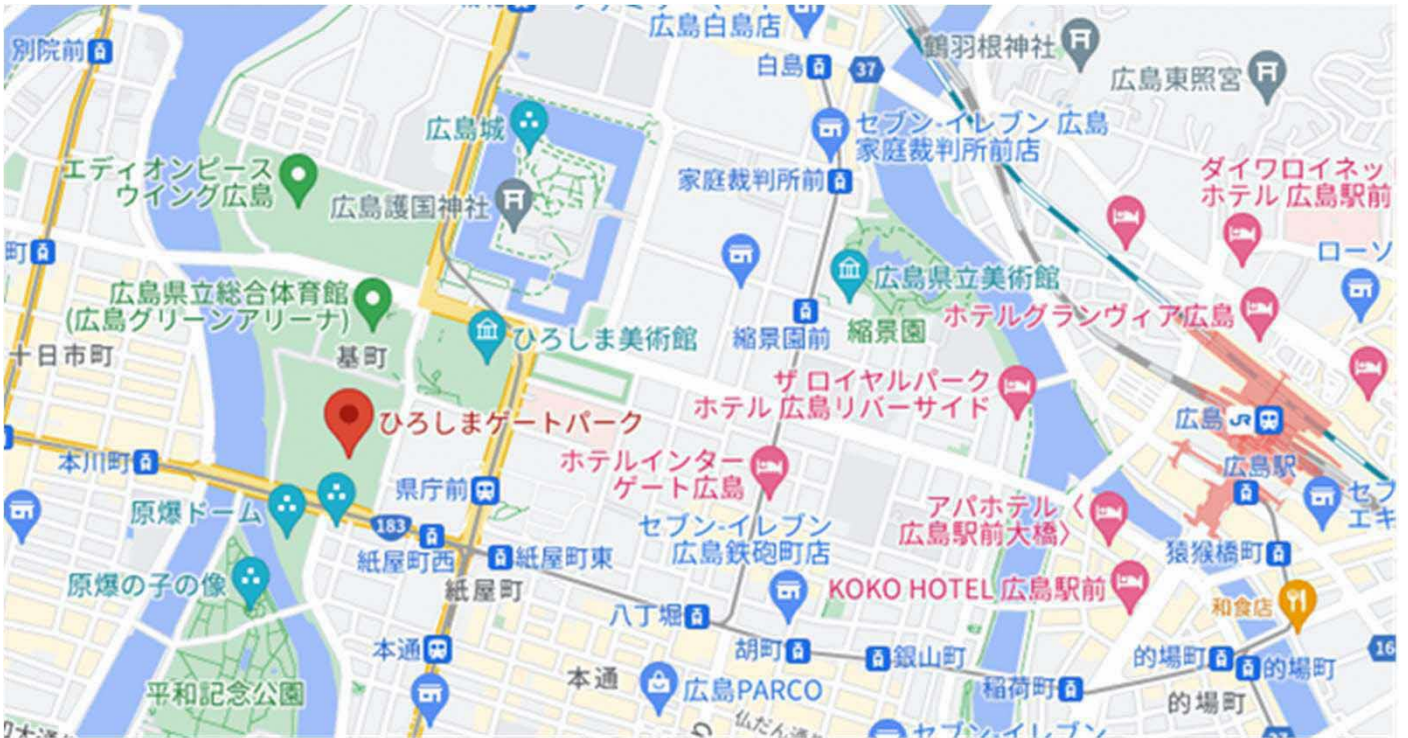 広島白島店
別院前
白島
37
鶴羽根神社
広島東照宮
広島城
セブン-イレブン 広島
家庭裁判所前店
エディオンピース
ウイング広島
広島護国神社
家庭裁判所前
ダイワロイネッ
ホテル 広島駅前
町
ローソ
広島県立美術館
広島県立総合体育館
(広島グリーンアリーナ)
ホテルグランヴィア広島
ひろしま美術館
縮景園前
縮景園
十日市町
基町
ザ ロイヤルパーク
ホテル 広島リバーサイド
ひろしまゲートパーク
広島
JR
本川町
ホテルインター
ゲート広島
広島駅
県庁前
セブ
エキ
原爆ドーム
183
アパホテル〈
広島駅前大橋〉
セブン-イレブン
広島鉄砲町店
紙屋町西
紙屋町東
猿猴橋町
原爆の子の像
紙屋町
KOKO HOTEL 広島駅前
和食店
八丁堀
本通
胡町
銀山町
的場町
的場町
16
平和記念公園
本通
広島PARCO
稲荷町
的場町
セブン-イレブン
37